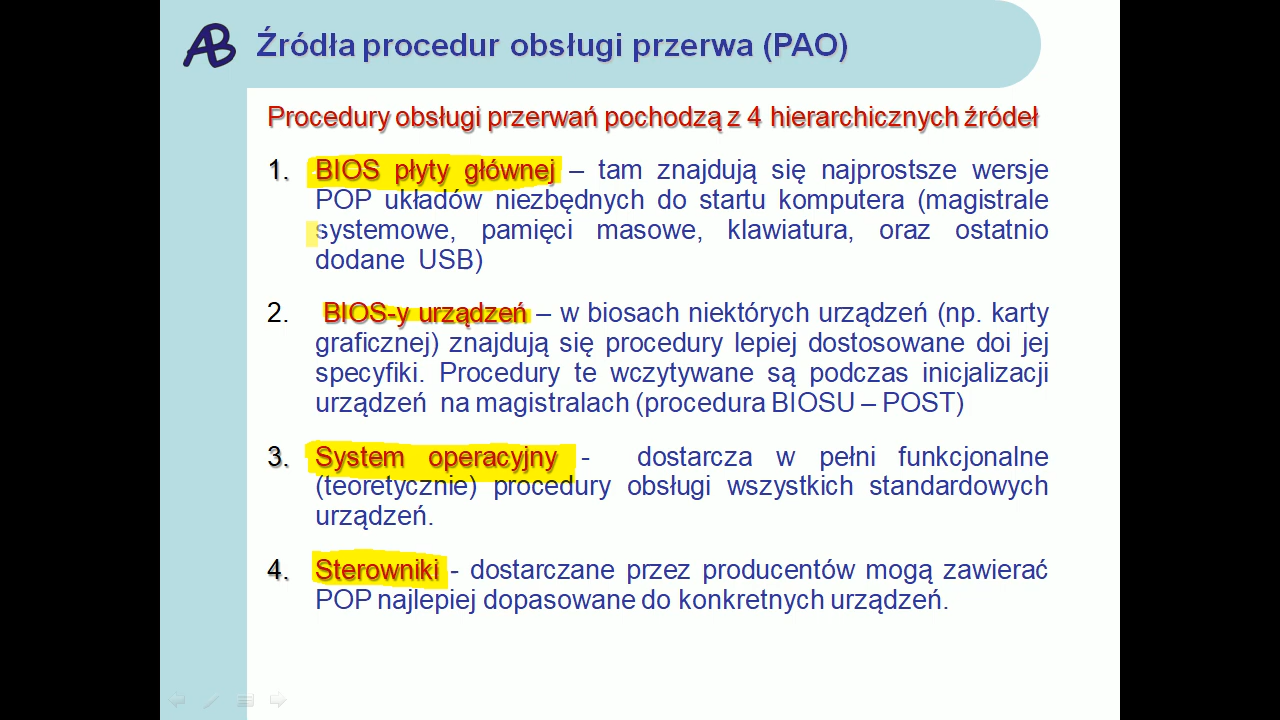 AB
Źródła procedur obsługi przerwa (PAO)
Procedury obsługi przerwań pochodzą z 4 hierarchicznych źródeł
1. BIOS płyty głównej – tam znajdują się najprostsze wersje
POP układów niezbędnych do startu komputera (magistrale
systemowe, pamięci masowe, klawiatura, oraz ostatnio
dodane USB)
2. BIOS-y urządzeń – w biosach niektórych urządzeń (np. karty
graficznej) znajdują się procedury lepiej dostosowane doi jej
specyfiki. Procedury te wczytywane są podczas inicjalizacji
urządzeń na magistralach (procedura BIOSU – POST)
3. System operacyjny - dostarcza w pełni funkcjonalne
(teoretycznie) procedury obsługi wszystkich standardowych
urządzeń.
4. Sterowniki - dostarczane przez producentów mogą zawierać
POP najlepiej dopasowane do konkretnych urządzeń.